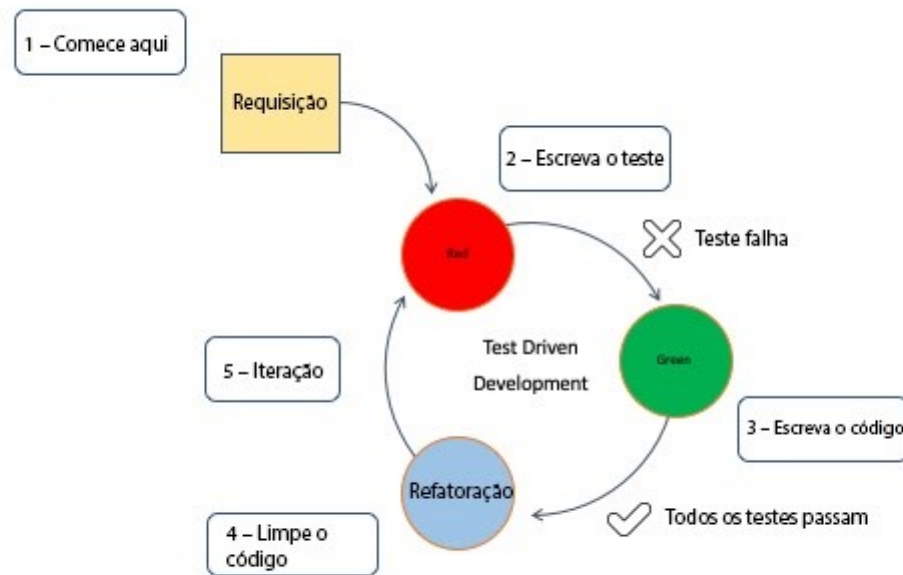 1 – Comece aqui
Requisição
2 – Escreva o teste
Red
Teste falha
Test Driven
Development
Green
5 – Iteração
3 – Escreva o código
Refatoração
Todos os testes passam
4 – Limpe o
código